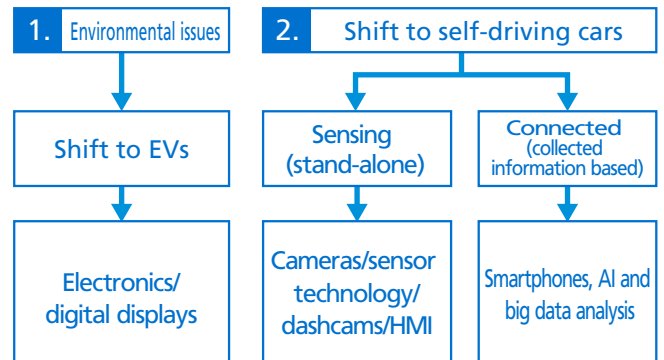 1. Environmental issues
2. Shift to self-driving cars
Shift to EVs
Sensing
(stand-alone)
Connected
(collected
information based)
Electronics/
digital displays
Cameras/sensor
technology/
dashcams/HMI
Smartphones, AI and
big data analysis